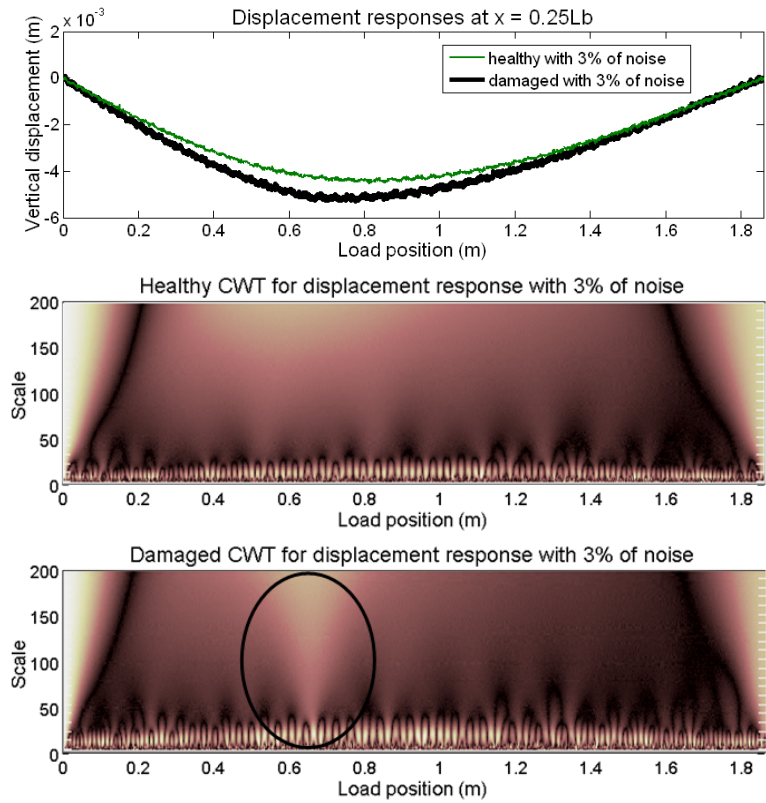 Displacement responses at x = 0.25Lb
x 10⁻³
Vertical displacement (m)
2
0
-2
-4
-6
healthy with 3% of noise
damaged with 3% of noise
0 0.2 0.4 0.6 0.8 1 1.2 1.4 1.6 1.8
Load position (m)
Healthy CWT for displacement response with 3% of noise
Scale
200
150
100
50
0
0 0.2 0.4 0.6 0.8 1 1.2 1.4 1.6 1.8
Load position (m)
Damaged CWT for displacement response with 3% of noise
Scale
200
150
100
50
0
0 0.2 0.4 0.6 0.8 1 1.2 1.4 1.6 1.8
Load position (m)